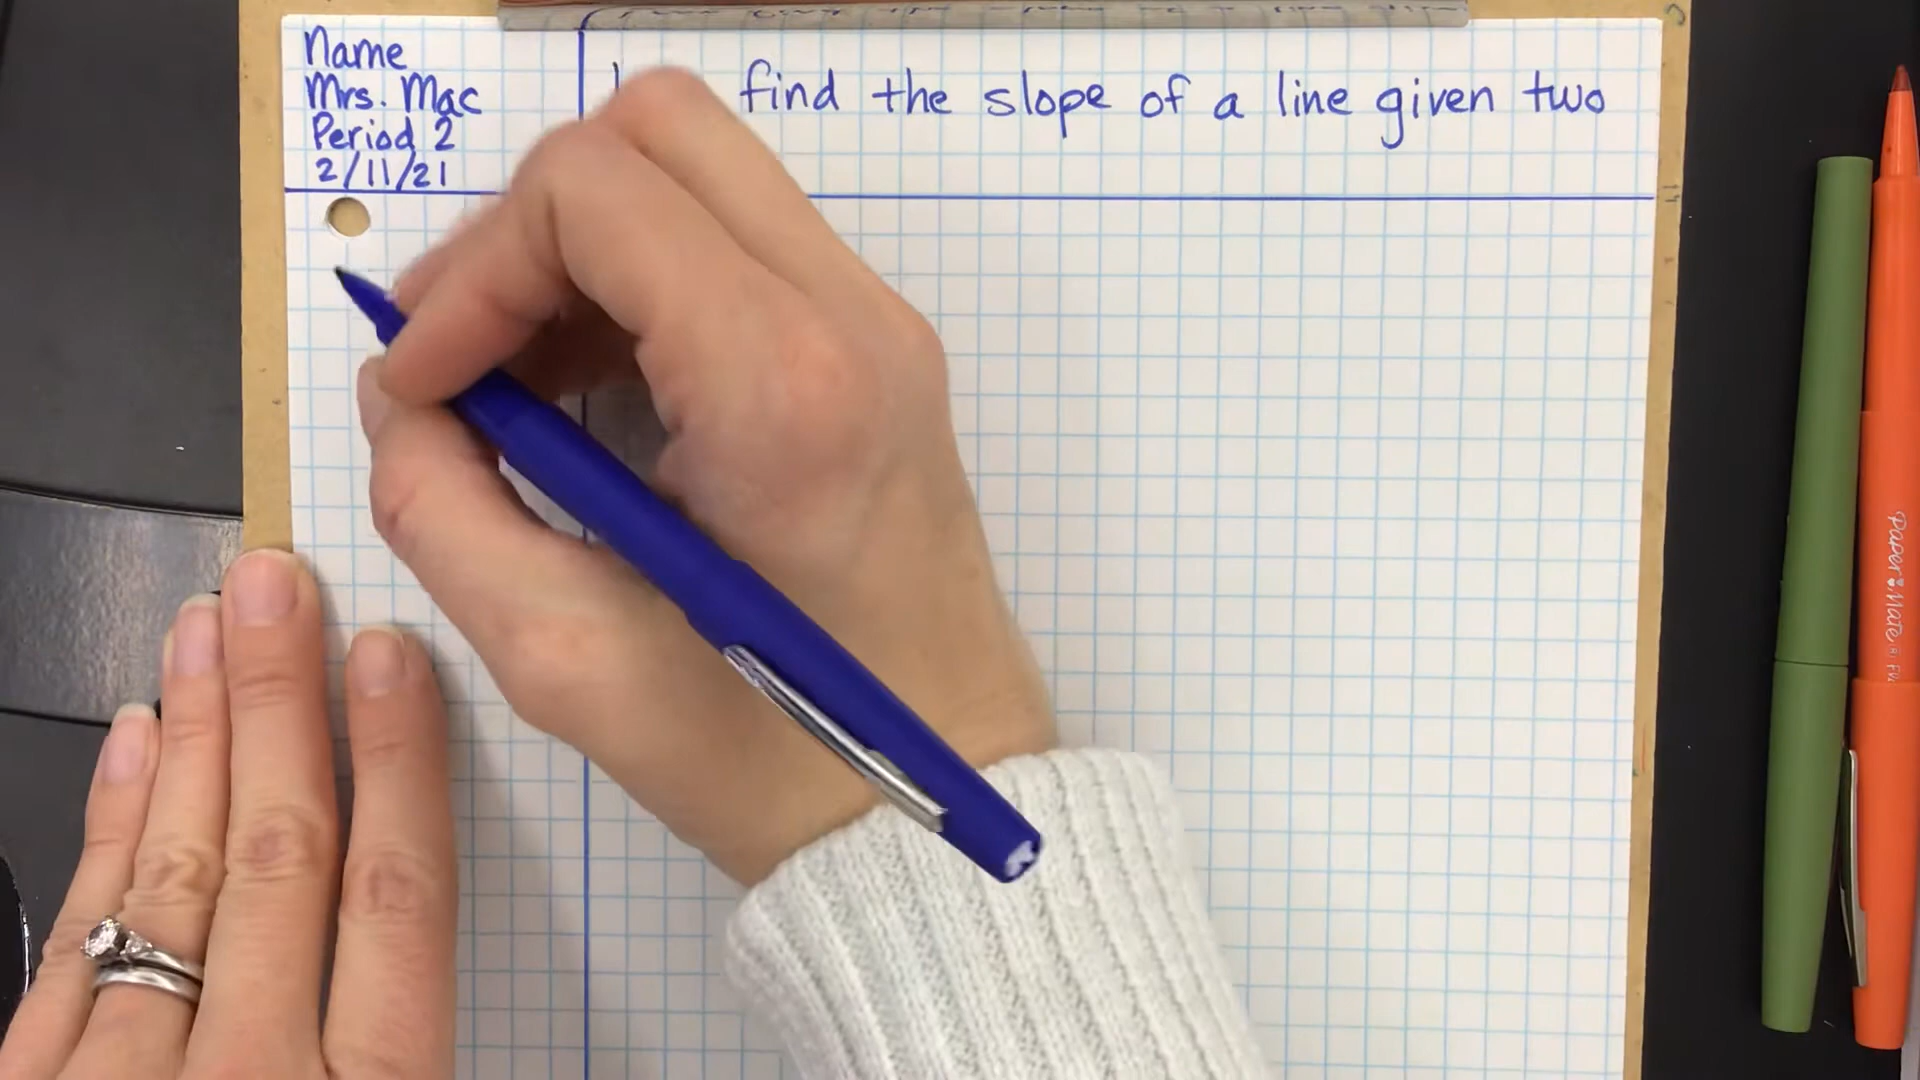 Name
Mrs. Mac
Period 2
2/11/21
find the slope of a line given two
Paper Mate